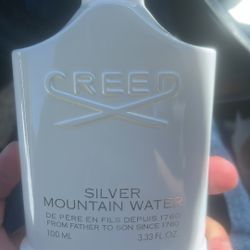 CREED
SILVER
MOUNTAIN WATER
DE PÈRE EN FILS DEPUIS 1760
FROM FATHER TO SON SINCE 1760
100 ML 3.33 FL.OZ.